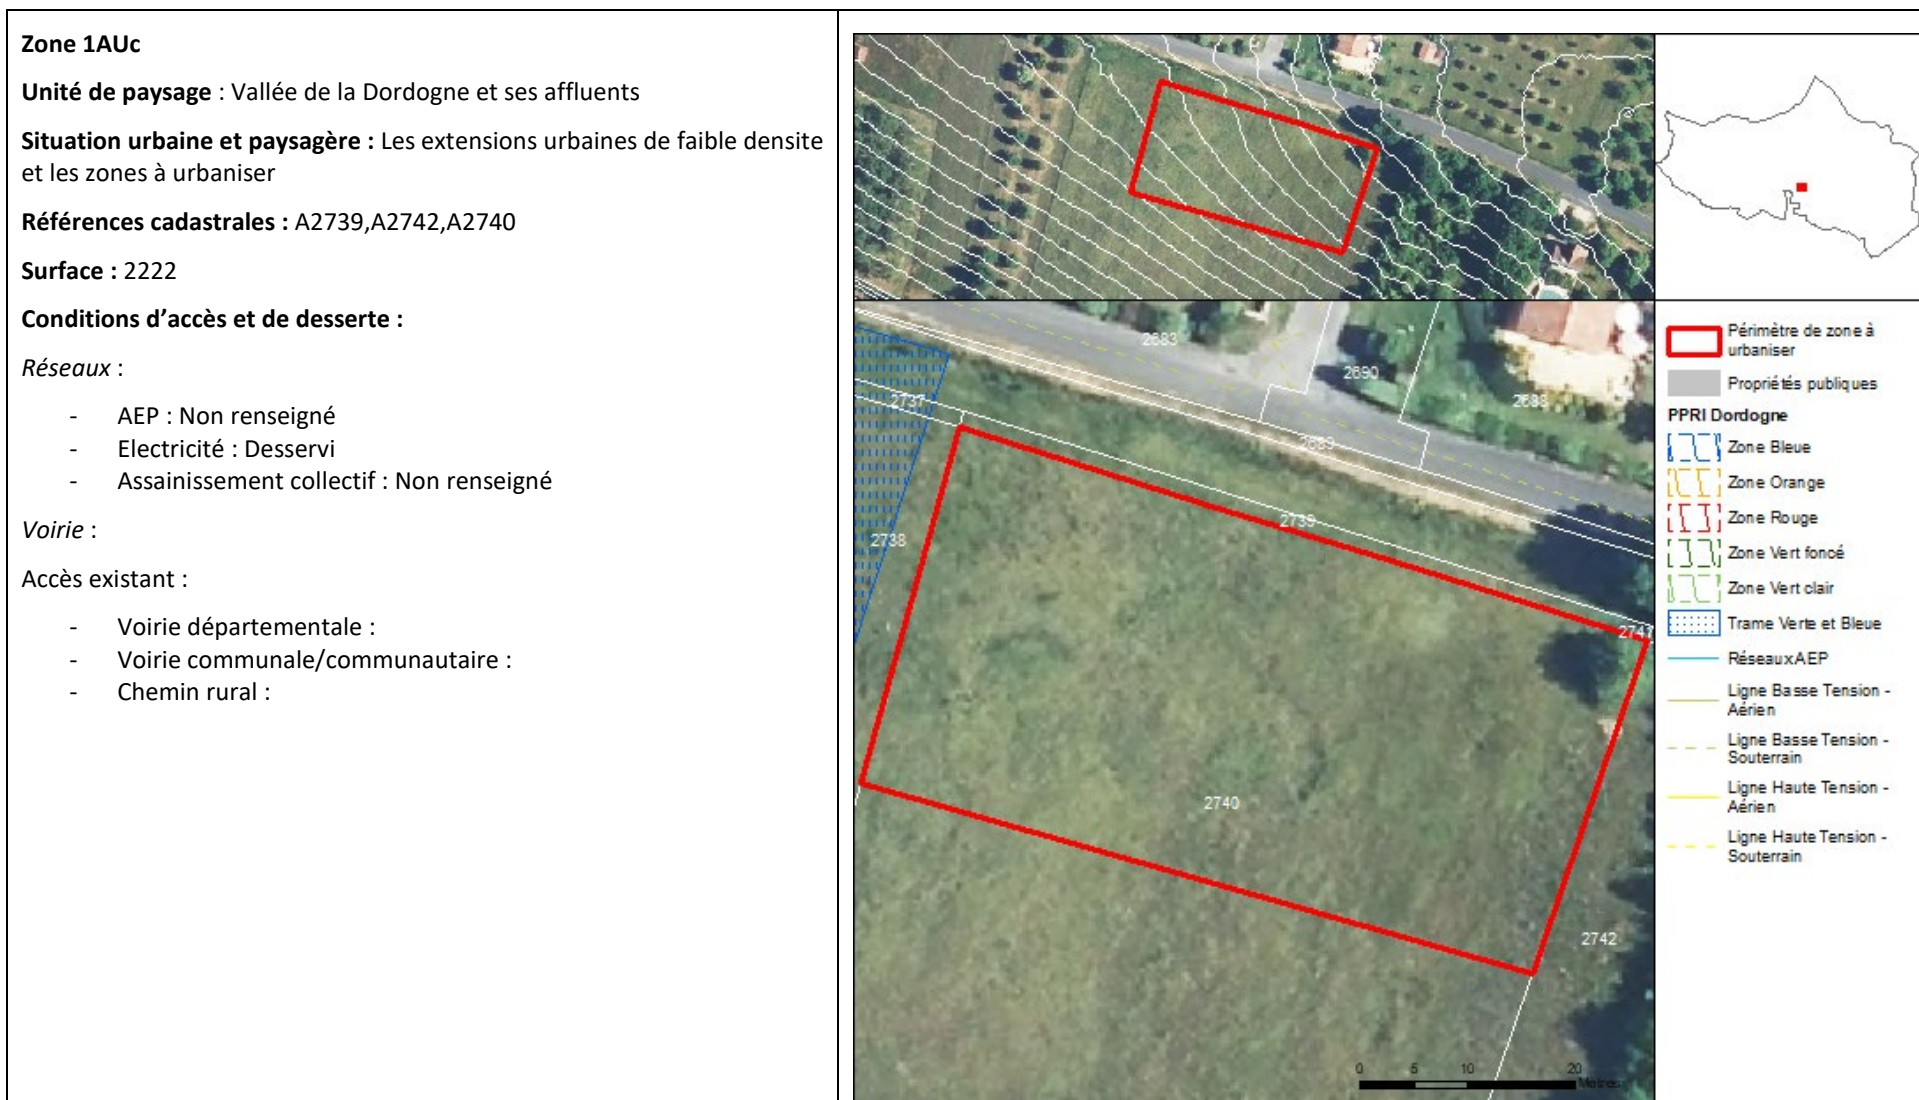 Zone 1AUc
Unité de paysage : Vallée de la Dordogne et ses affluents
Situation urbaine et paysagère : Les extensions urbaines de faible densite
et les zones à urbaniser
Références cadastrales : A2739,A2742,A2740
Surface : 2222
Conditions d’accès et de desserte :
Réseaux :
- AEP : Non renseigné
- Electricité : Desservi
- Assainissement collectif : Non renseigné
Voirie :
Accès existant :
- Voirie départementale :
- Voirie communale/communautaire :
- Chemin rural :
2683
2690
2688
2737
2689
2738
2739
2741
2740
2742
0 5 10 20
Metres
Périmètre de zone à
urbaniser
Propriétés publiques
PPRI Dordogne
Zone Bleue
Zone Orange
Zone Rouge
Zone Vert foncé
Zone Vert clair
Trame Verte et Bleue
Réseaux AEP
Ligne Basse Tension -
Aérien
Ligne Basse Tension -
Souterrain
Ligne Haute Tension -
Aérien
Ligne Haute Tension -
Souterrain